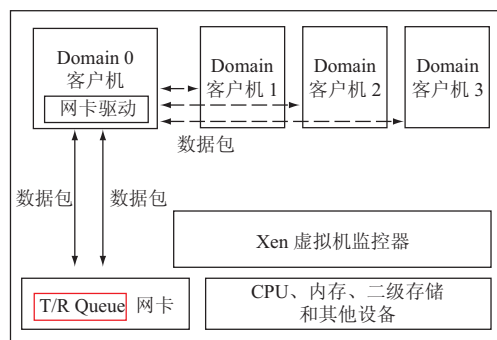 Domain 0
客户机
网卡驱动
Domain
客户机 1
Domain
客户机 2
Domain
客户机 3
数据包
数据包
数据包
Xen 虚拟机监控器
T/R Queue 网卡
CPU、内存、二级存储
和其他设备